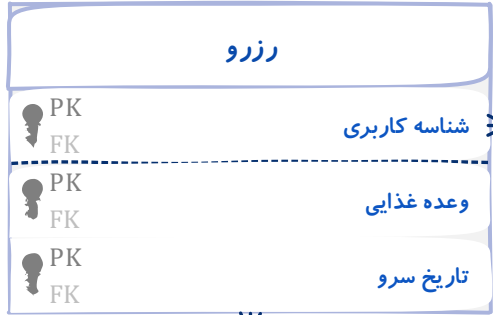 رزرو
شناسه کاربری PK
FK
وعده غذایی PK
FK
تاریخ سرو PK
FK